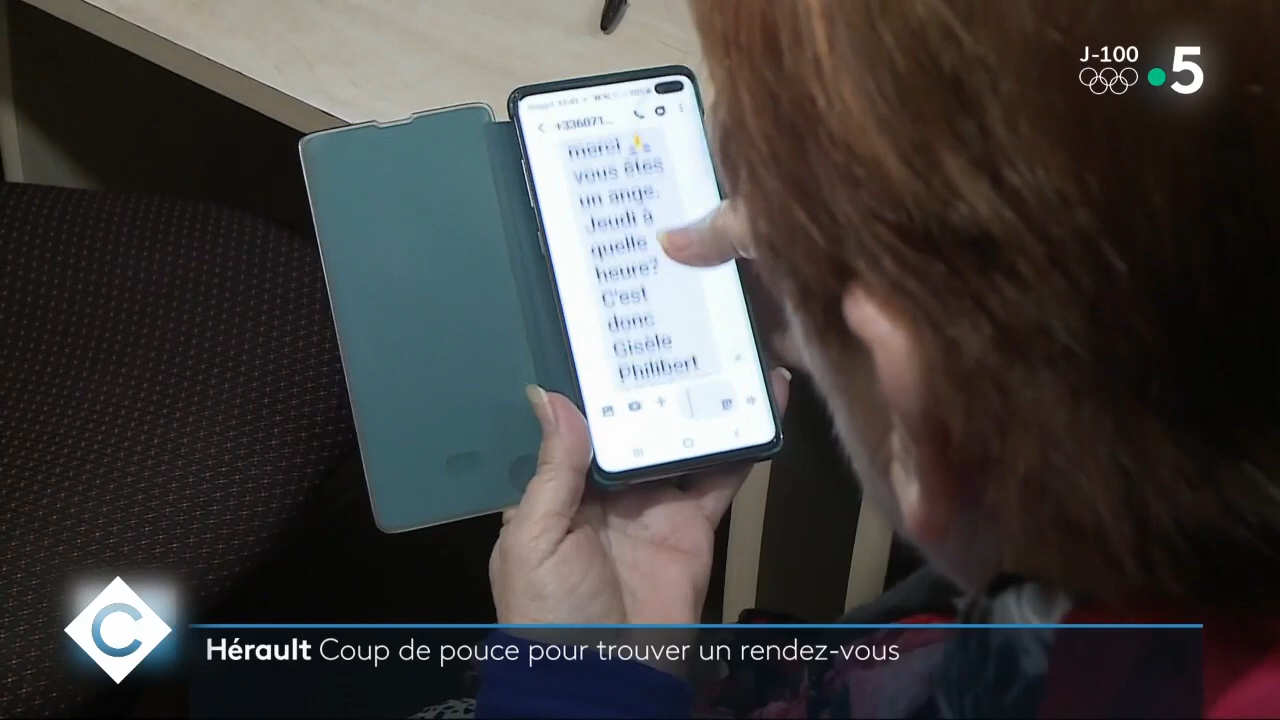 J-100
5
+336071...
merci
vous êtes
un ange.
Jeudi à
quelle
heure?
C'est
donc
Gisèle
Philibert
C
Hérault Coup de pouce pour trouver un rendez-vous